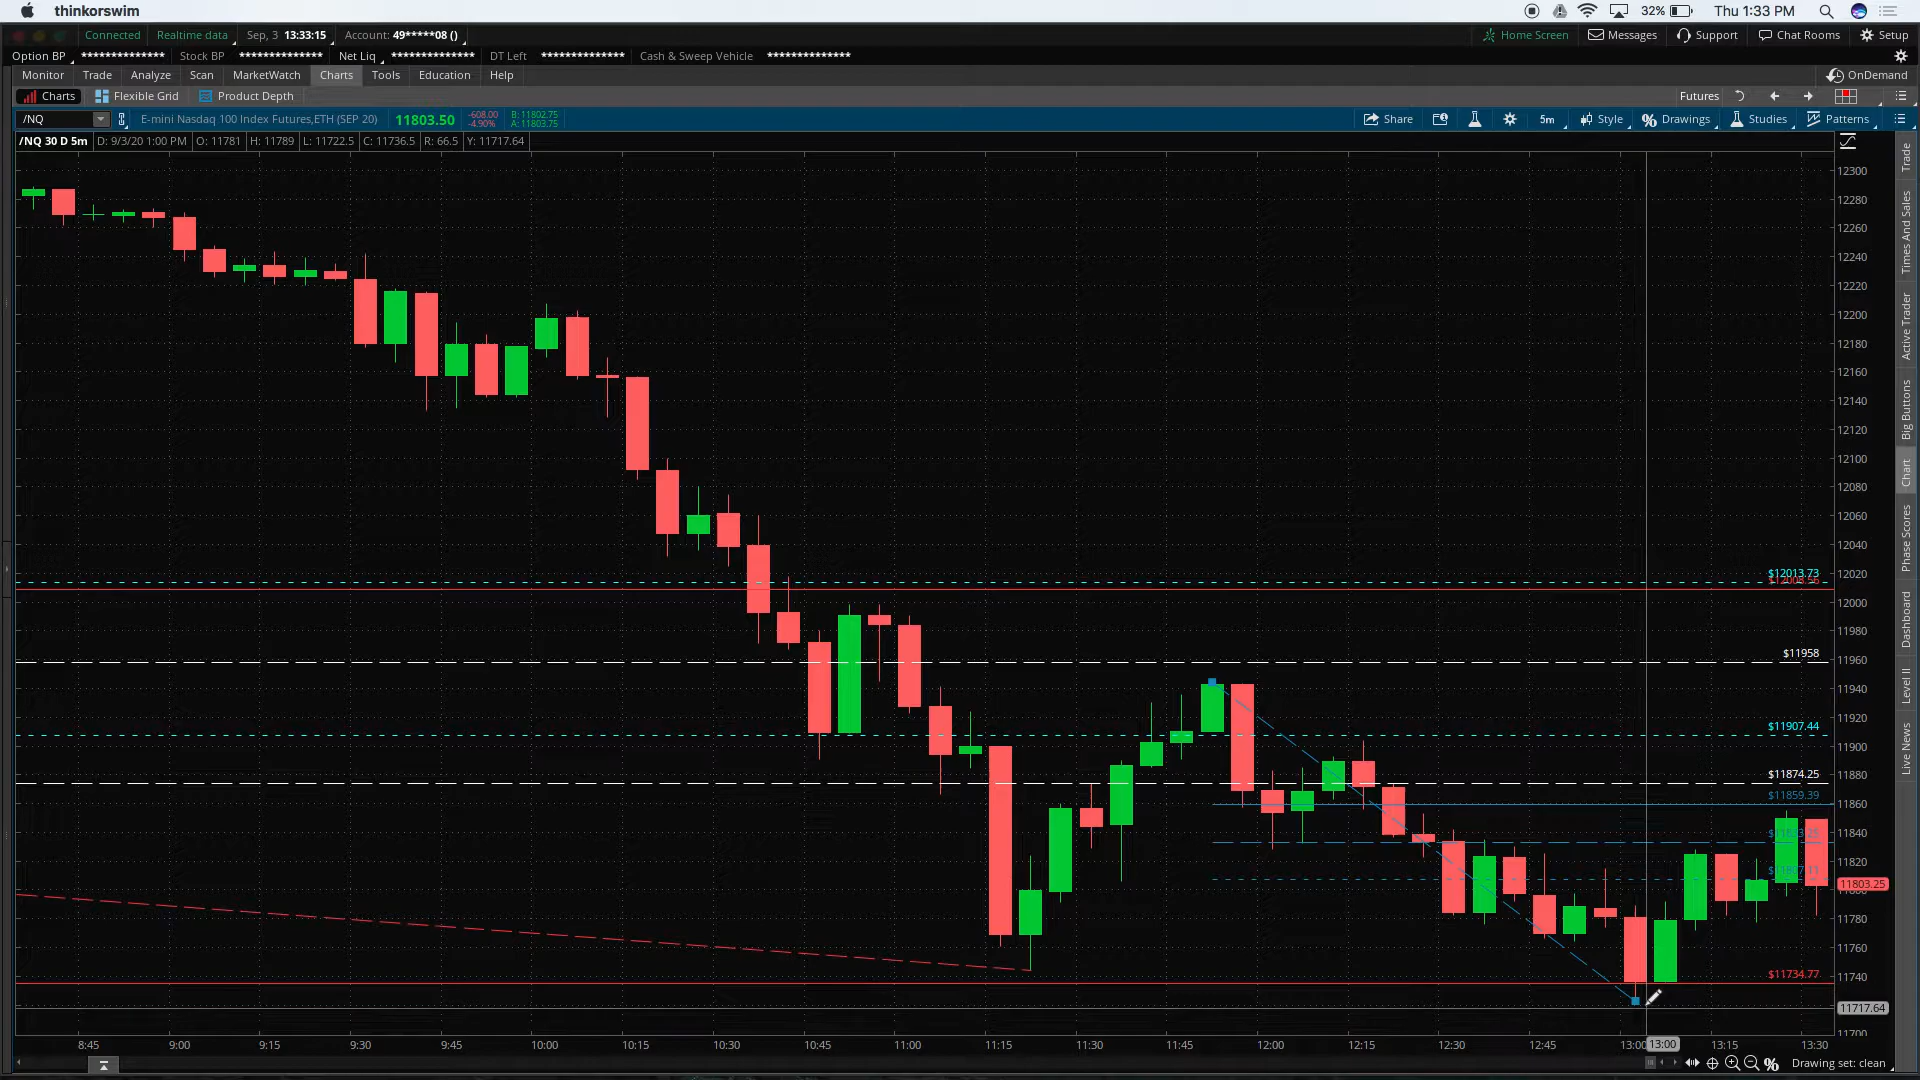 thinkorswim 32% Thu 1:33 PM
Connected Realtime data Sep, 3 13:33:15 Account: 49*****08 () Home Screen Messages Support Chat Rooms Setup
Option BP ************** Stock BP ************** Net Liq ************** DT Left ************** Cash & Sweep Vehicle **************
Monitor Trade Analyze Scan MarketWatch Charts Tools Education Help OnDemand
Charts Flexible Grid Product Depth Futures
/NQ E-mini Nasdaq 100 Index Futures,ETH (SEP 20) 11803.50 -608.00 B: 11802.75 Share 5m Style Drawings Studies Patterns
-4.90% A: 11803.75
/NQ 30 D 5m D: 9/3/20 1:00 PM O: 11781 H: 11789 L: 11722.5 C: 11736.5 R: 66.5 Y: 11717.64
12300
12280
12260
12240
12220
12200
12180
12160
12140
12120
12100
12080
12060
12040
12020
$12013.73
12000
11980
11960
$11958
11940
11920
$11907.44
11900
11880
$11874.25
11860
$11859.39
11840
11820
11803.25
11780
11760
11740
$11734.77
11717.64
11700
8:45 9:00 9:15 9:30 9:45 10:00 10:15 10:30 10:45 11:00 11:15 11:30 11:45 12:00 12:15 12:30 12:45 13:00 13:00 13:15 13:30
Drawing set: clean
Trade
Times And Sales
Active Trader
Big Buttons
Chart
Phase Scores
Dashboard
Level II
Live News